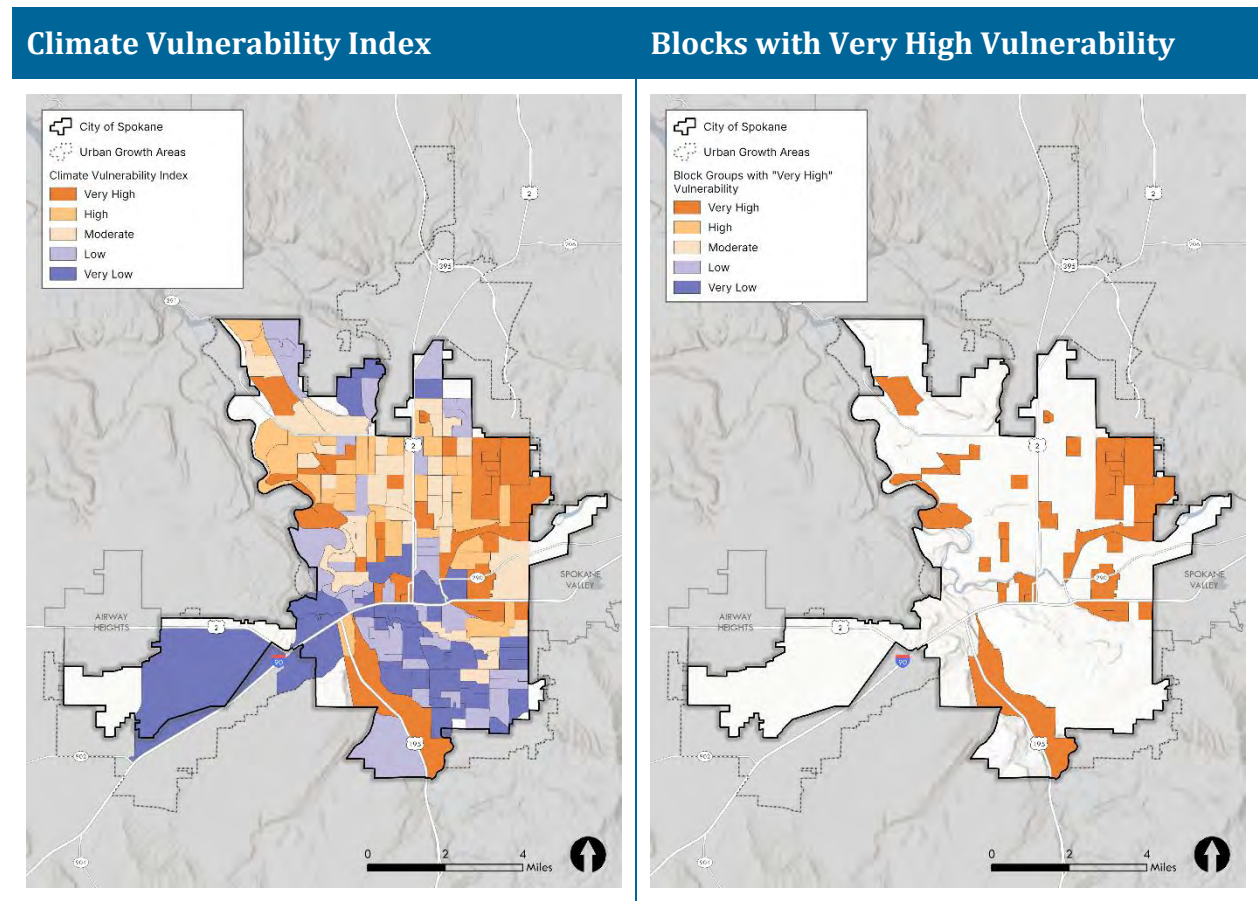 Climate Vulnerability Index
City of Spokane
Urban Growth Areas
Climate Vulnerability Index
Very High
High
Moderate
Low
Very Low
2
206
395
291
2
290
SPOKANE
VALLEY
AIRWAY
HEIGHTS
2
90
195
902
904
0 2 4
Miles
Blocks with Very High Vulnerability
City of Spokane
Urban Growth Areas
Block Groups with "Very High"
Vulnerability
Very High
High
Moderate
Low
Very Low
2
206
395
2
290
SPOKANE
VALLEY
AIRWAY
HEIGHTS
2
90
195
902
904
0 2 4
Miles